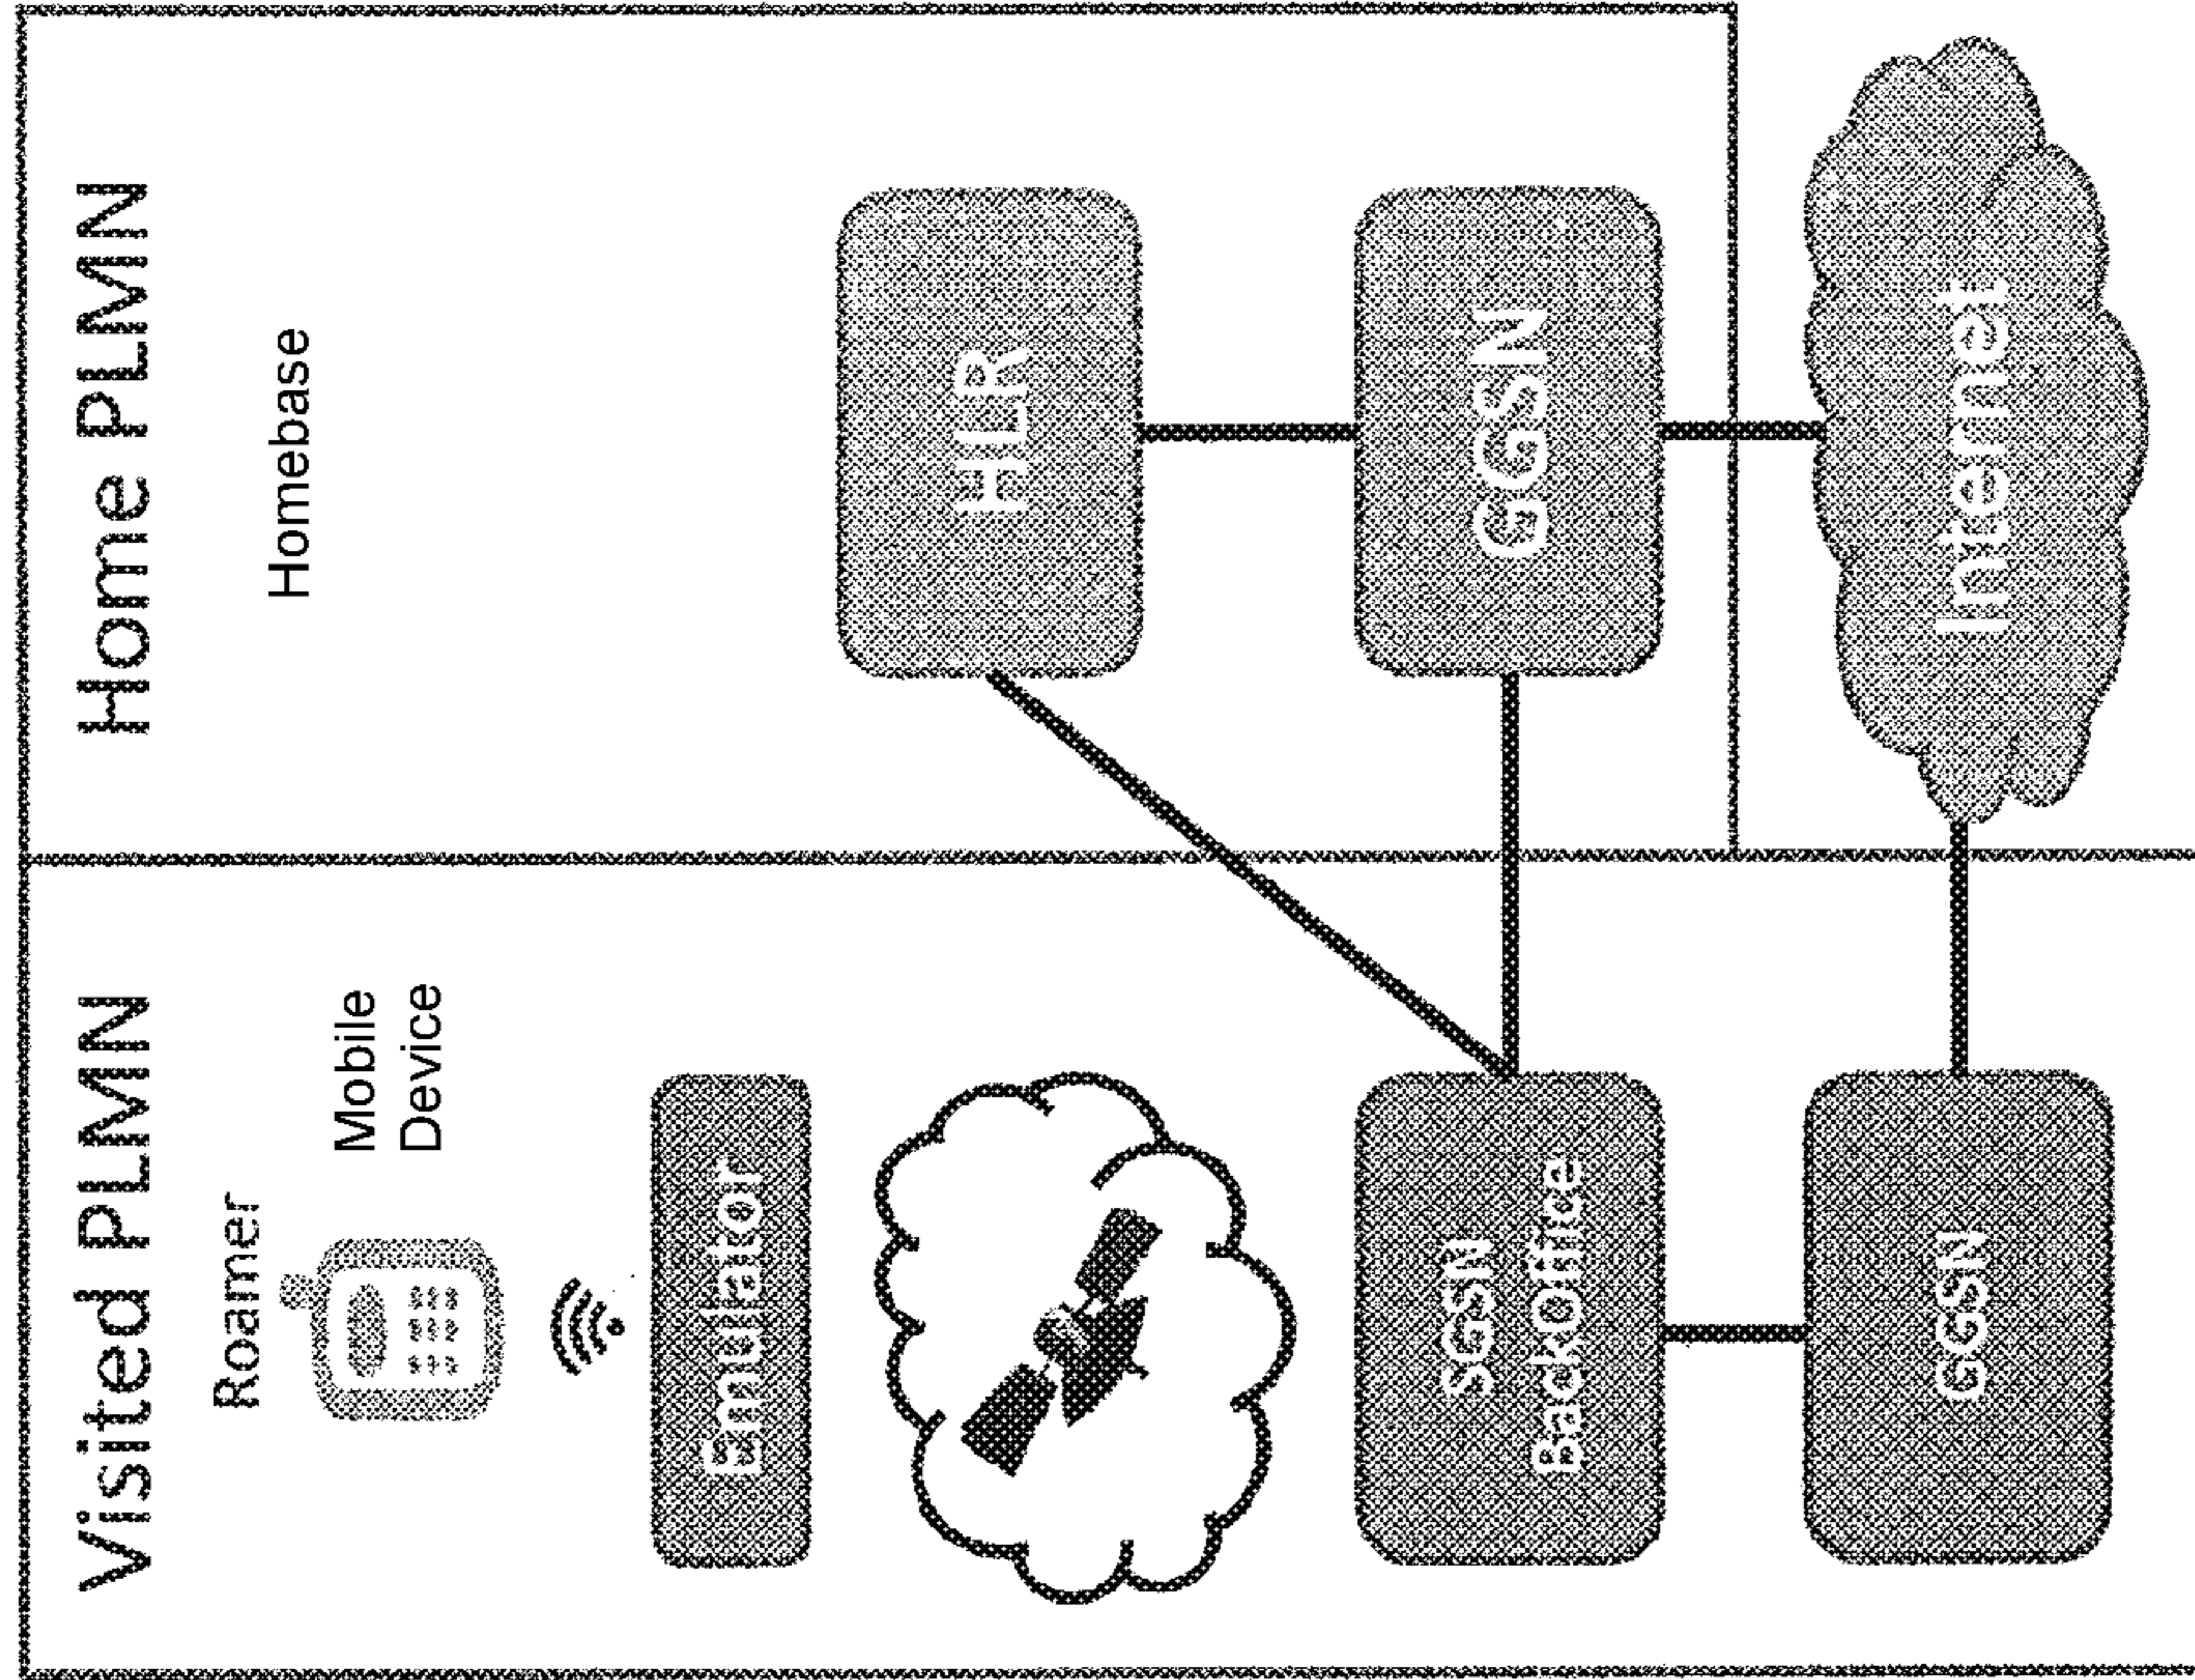 Visited PLMN
Roamer
Mobile
Device
Emulator
SGSN
BackOffice
GGSN
Home PLMN
Homebase
HLR
GGSN
Internet